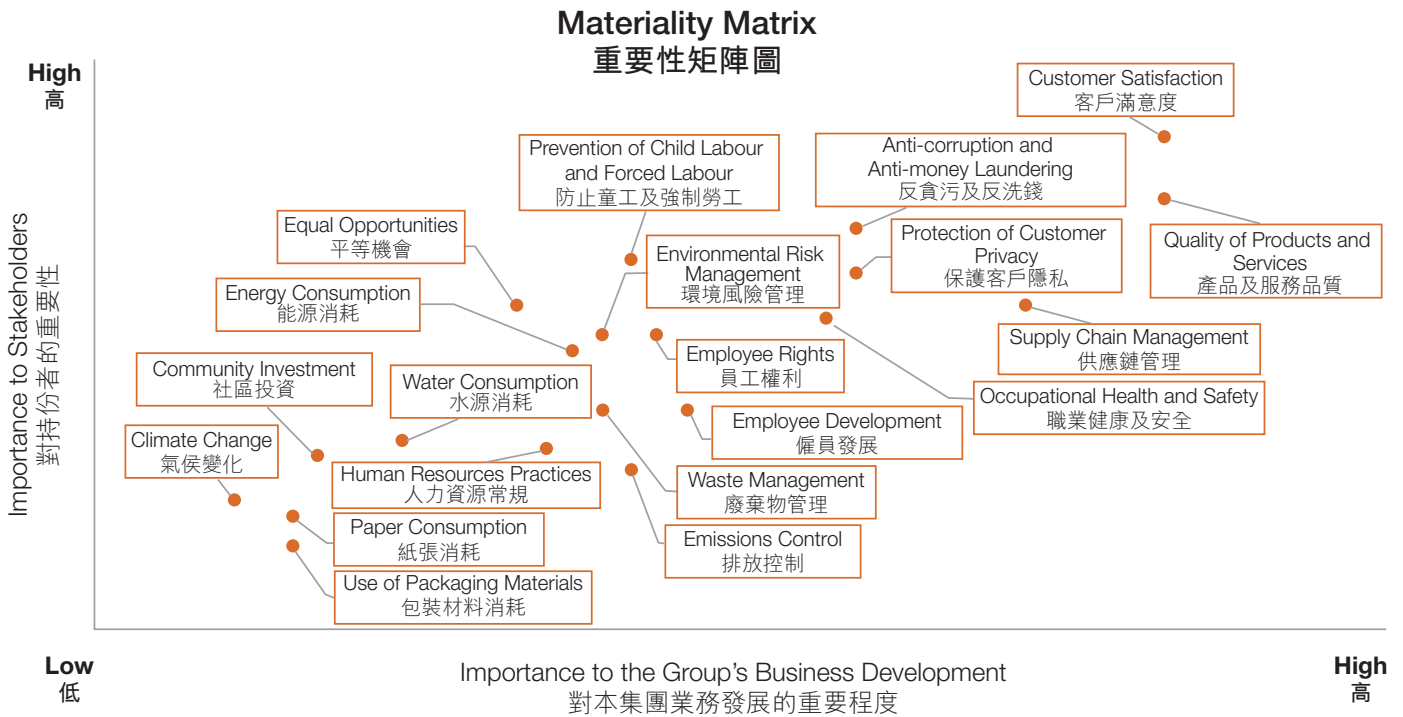 Materiality Matrix
重要性矩陣圖
High
高
Importance to Stakeholders
對持份者的重要性
Customer Satisfaction
客戶滿意度
Prevention of Child Labour
and Forced Labour
防止童工及強制勞工
Anti-corruption and
Anti-money Laundering
反貪污及反洗錢
Equal Opportunities
平等機會
Environmental Risk
Management
環境風險管理
Protection of Customer
Privacy
保護客戶隱私
Quality of Products and
Services
產品及服務品質
Energy Consumption
能源消耗
Supply Chain Management
供應鏈管理
Employee Rights
員工權利
Community Investment
社區投資
Water Consumption
水源消耗
Occupational Health and Safety
職業健康及安全
Employee Development
僱員發展
Climate Change
氣侯變化
Human Resources Practices
人力資源常規
Waste Management
廢棄物管理
Paper Consumption
紙張消耗
Emissions Control
排放控制
Use of Packaging Materials
包裝材料消耗
Low
低
Importance to the Group's Business Development
對本集團業務發展的重要程度
High
高